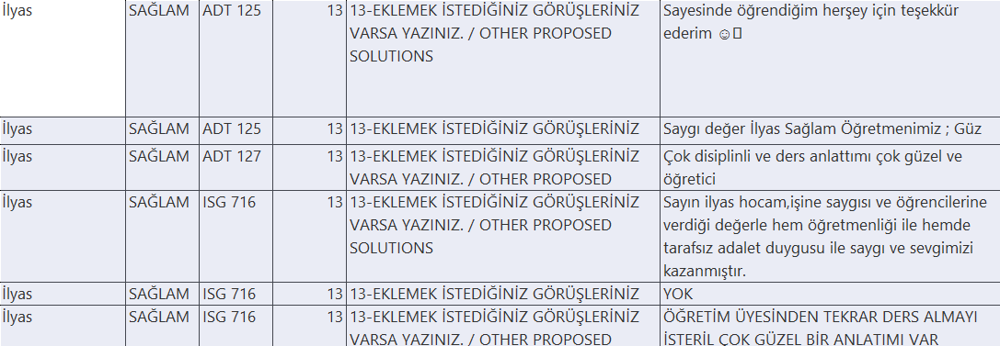 İlyas SAĞLAM ADT 125 13 13-EKLEMEK İSTEDİĞİNİZ GÖRÜŞLERİNİZ Sayesinde öğrendiğim herşey için teşekkür
VARSA YAZINIZ. / OTHER PROPOSED ederim ☺
SOLUTIONS
İlyas SAĞLAM ADT 125 13 13-EKLEMEK İSTEDİĞİNİZ GÖRÜŞLERİNİZ Saygı değer İlyas Sağlam Öğretmenimiz ; Güz
İlyas SAĞLAM ADT 127 13 13-EKLEMEK İSTEDİĞİNİZ GÖRÜŞLERİNİZ Çok disiplinli ve ders anlattımı çok güzel ve
VARSA YAZINIZ. / OTHER PROPOSED öğretici
İlyas SAĞLAM ISG 716 13 13-EKLEMEK İSTEDİĞİNİZ GÖRÜŞLERİNİZ Sayın ilyas hocam,işine saygısı ve öğrencilerine
VARSA YAZINIZ. / OTHER PROPOSED verdiği değerle hem öğretmenliği ile hemde
SOLUTIONS tarafsız adalet duygusu ile saygı ve sevgimizi
kazanmıştır.
İlyas SAĞLAM ISG 716 13 13-EKLEMEK İSTEDİĞİNİZ GÖRÜŞLERİNİZ YOK
İlyas SAĞLAM ISG 716 13 13-EKLEMEK İSTEDİĞİNİZ GÖRÜŞLERİNİZ ÖĞRETİM ÜYESİNDEN TEKRAR DERS ALMAYI
VARSA YAZINIZ. / OTHER PROPOSED İSTERİL ÇOK GÜZEL BİR ANLATIMI VAR